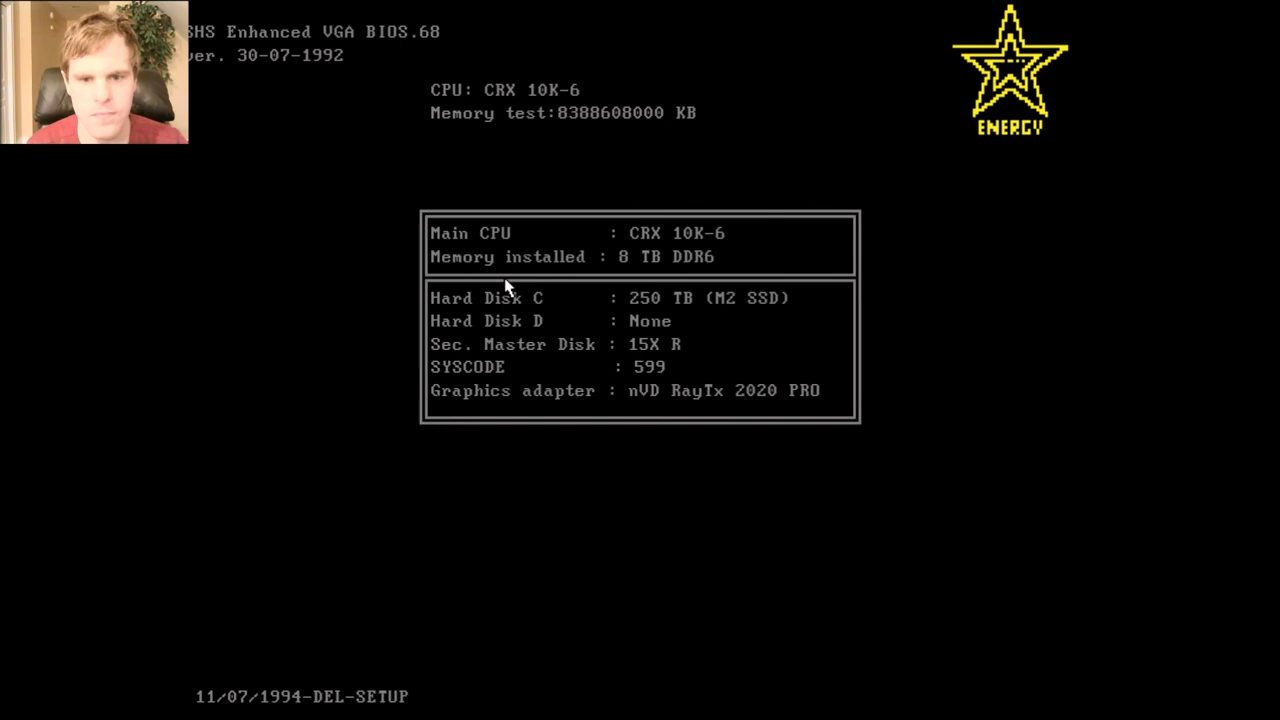 SHS Enhanced VGA BIOS.68
ver. 30-07-1992
ENERGY
CPU: CRX 10K-6
Memory test:8388608000 KB
Main CPU : CRX 10K-6
Memory installed : 8 TB DDR6
Hard Disk C : 250 TB (M2 SSD)
Hard Disk D : None
Sec. Master Disk : 15X R
SYSCODE : 599
Graphics adapter : nVD RayTx 2020 PRO
11/07/1994-DEL-SETUP